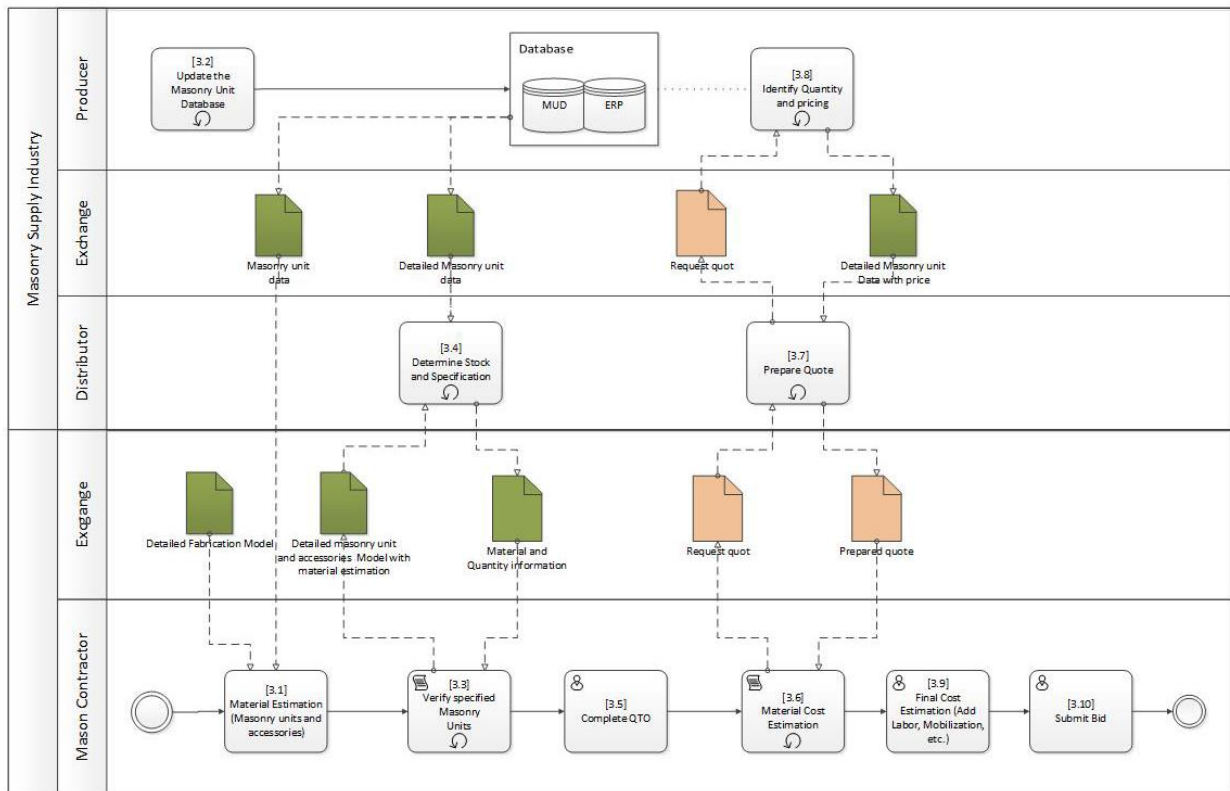 Masonry Supply Industry
Producer
[3.2]
Update the
Masonry Unit
Database
Database
MUD
ERP
[3.8]
Identify Quantity
and pricing
Exchange
Masonry unit
data
Detailed Masonry unit
data
Request quot
Detailed Masonry unit
Data with price
Distributor
[3.4]
Determine Stock
and Specification
[3.7]
Prepare Quote
Exqgange
Detailed Fabrication Model
Detailed masonry unit
and accessories Model with
material estimation
Material and
Quantity information
Request quot
Prepared quote
Mason Contractor
[3.1]
Material Estimation
(Masonry units and
accessories)
[3.3]
Verify specified
Masonry
Units
[3.5]
Complete QTO
[3.6]
Material Cost
Estimation
[3.9]
Final Cost
Estimation (Add
Labor, Mobilization,
etc.)
[3.10]
Submit Bid